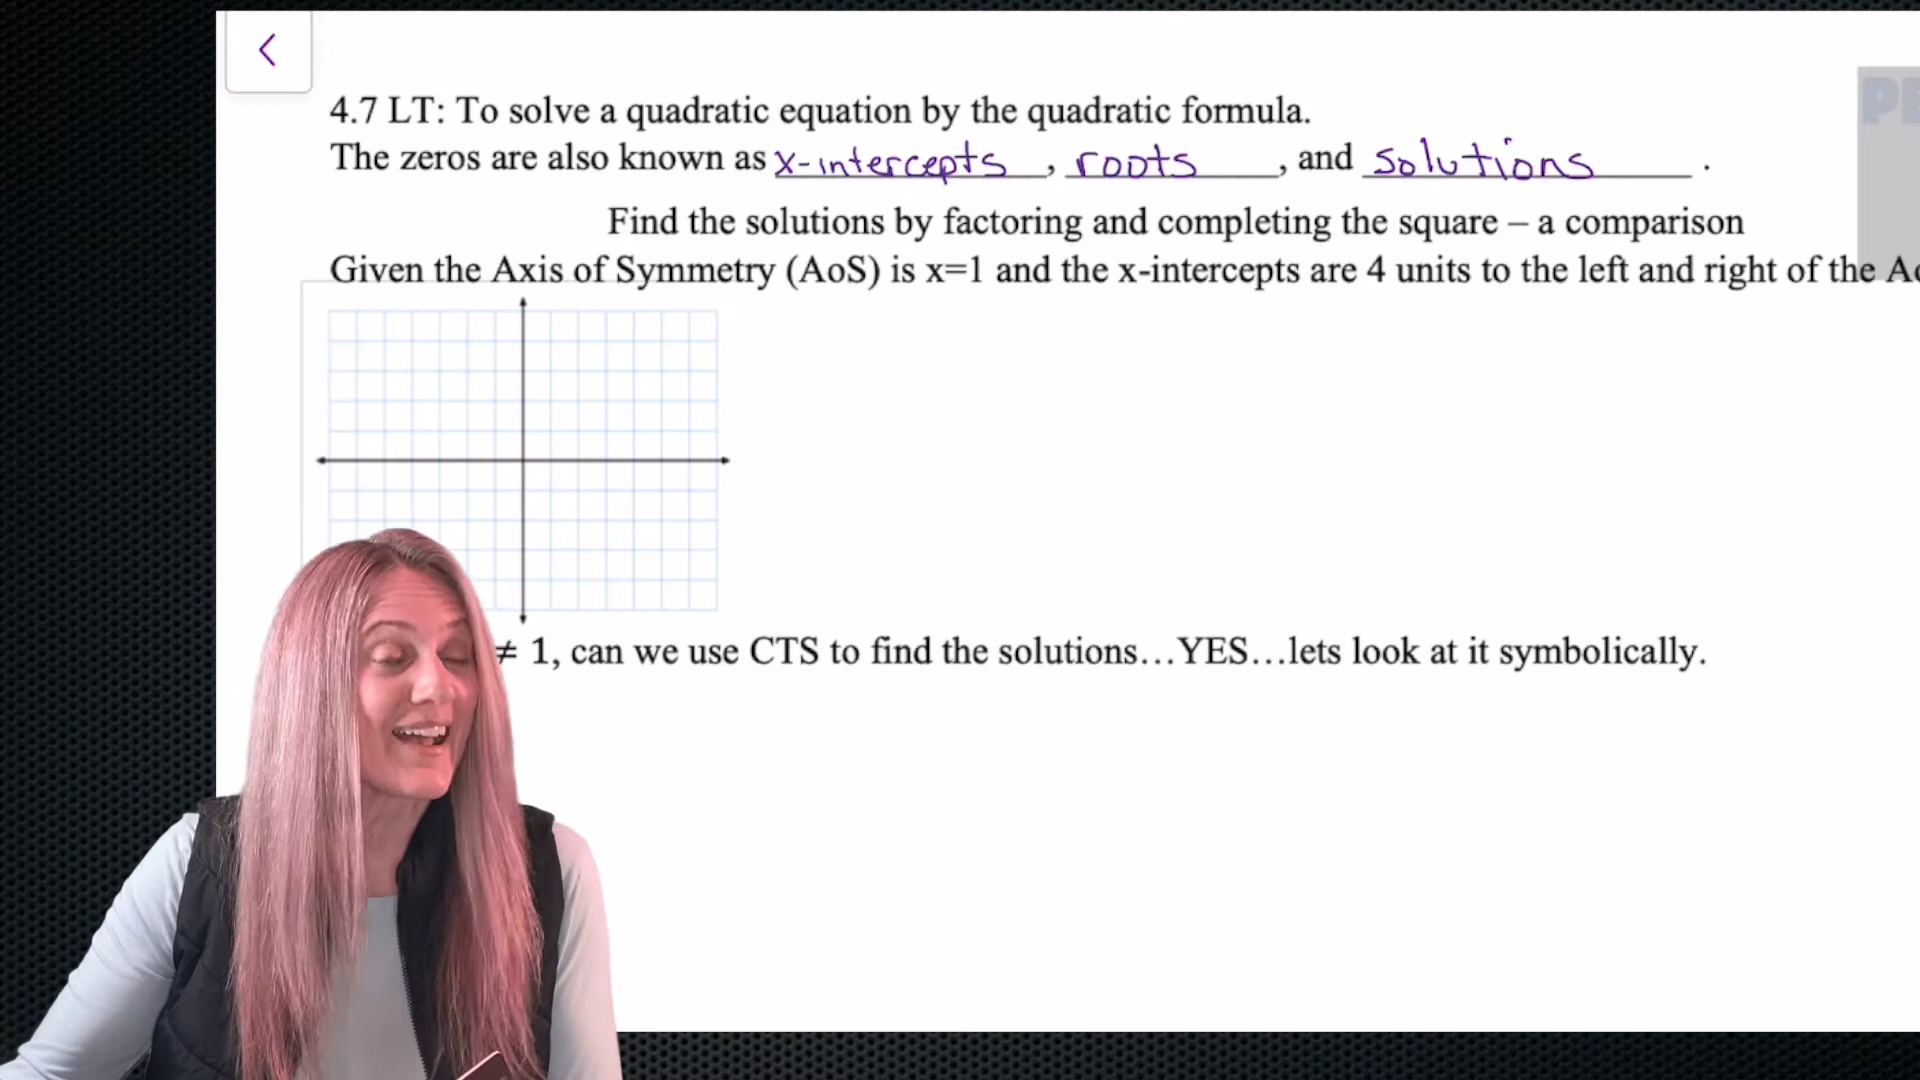 4.7 LT: To solve a quadratic equation by the quadratic formula.
The zeros are also known as x-intercepts, roots, and solutions.
Find the solutions by factoring and completing the square – a comparison
Given the Axis of Symmetry (AoS) is x=1 and the x-intercepts are 4 units to the left and right of the
≠ 1, can we use CTS to find the solutions…YES…lets look at it symbolically.